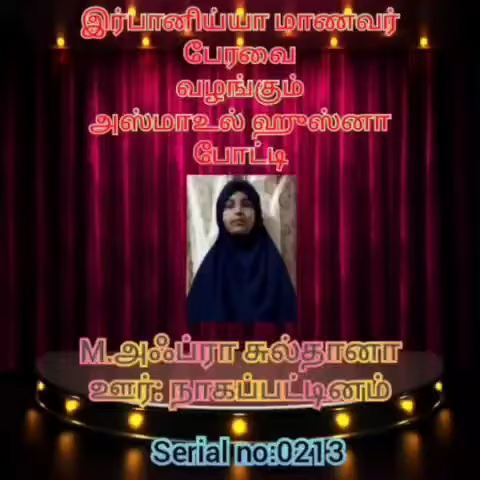 இர்பானிய்யா மாணவர்
பேரவை
வழங்கும்
அஸ்மாஉல் ஹுஸ்னா
போட்டி
M.அஃப்ரா சுல்தானா
ஊர்: நாகப்பட்டினம்
Serial no:0213